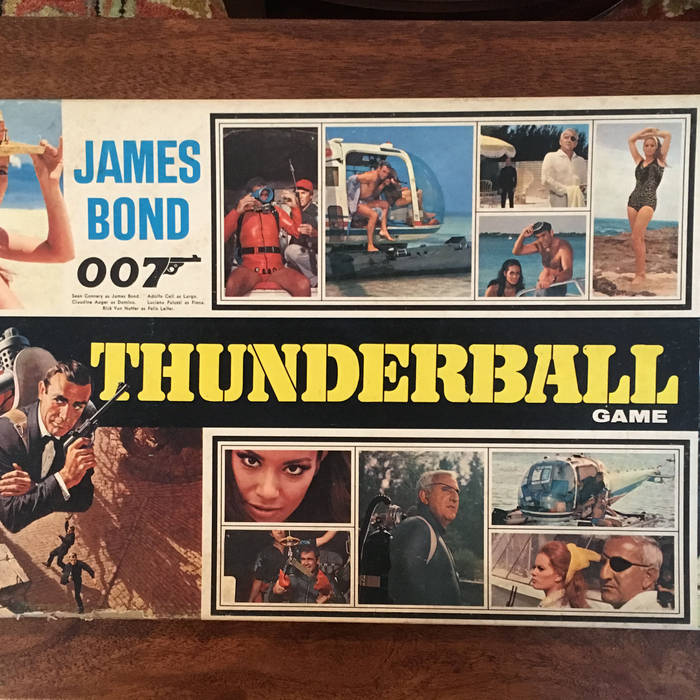 JAMES
BOND
007
Sean Connery as James Bond. Adolfo Celi as Largo.
Claudine Auger as Domino. Luciana Paluzzi as Fiona.
Rick Van Nutter as Felix Leiter.
THUNDERBALL
GAME